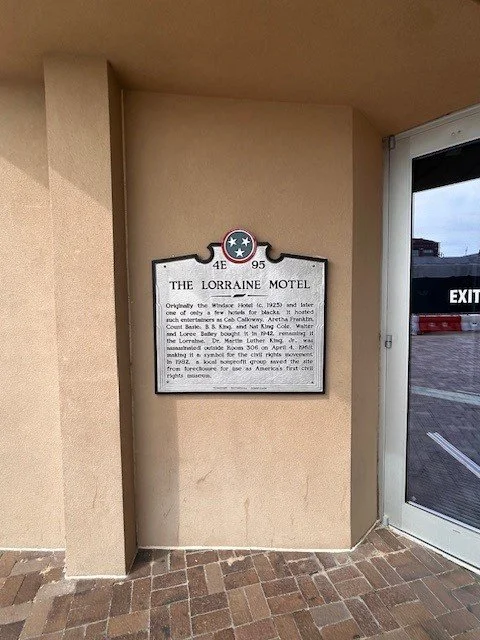 4E 95
THE LORRAINE MOTEL
Originally the Windsor Hotel (c. 1925) and later
one of only a few hotels for blacks, it hosted
such entertainers as Cab Calloway, Aretha Franklin,
Count Basie, B.B. King, and Nat King Cole. Walter
and Loree Bailey bought it in 1942, renaming it
the Lorraine. Dr. Martin Luther King, Jr., was
assassinated outside Room 306 on April 4, 1968,
making it a symbol for the civil rights movement.
In 1982, a local nonprofit group saved the site
from foreclosure for use as America's first civil
rights museum.
TENNESSEE HISTORICAL COMMISSION
EXIT